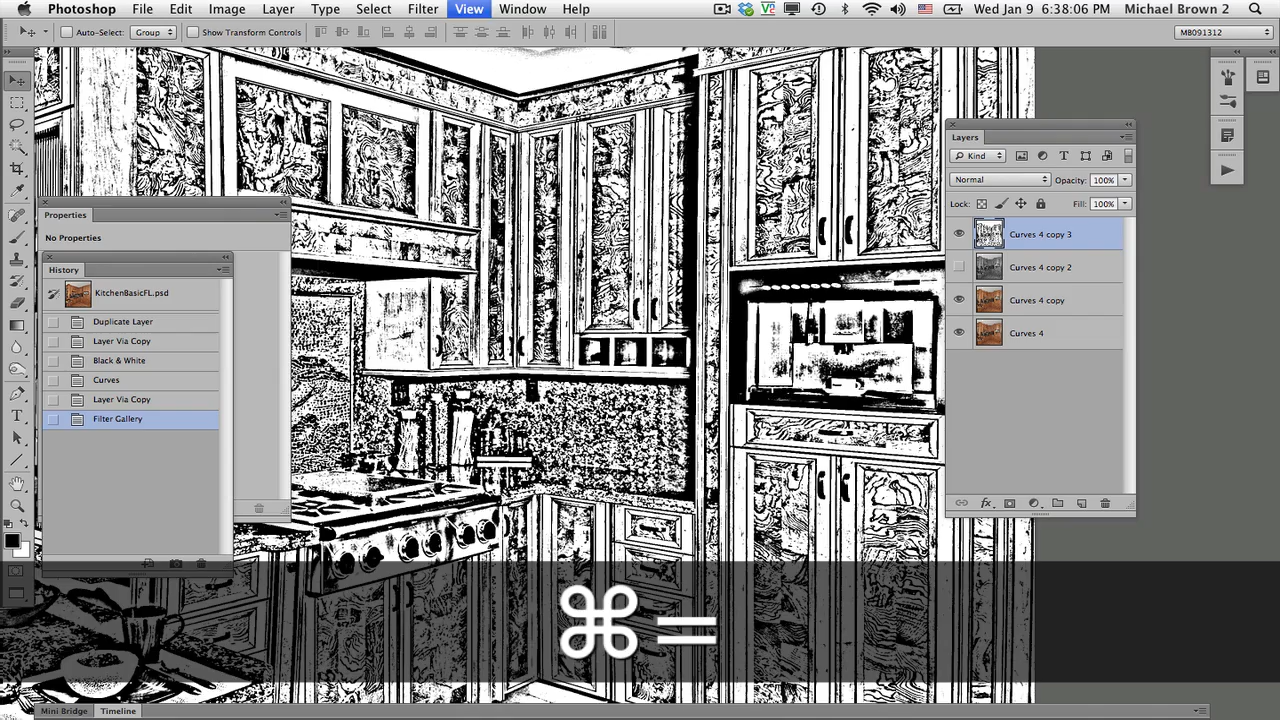 Photoshop File Edit Image Layer Type Select Filter View Window Help Wed Jan 9 6:38:06 PM Michael Brown 2
Auto-Select: Group Show Transform Controls MB091312
Layers
Kind
Normal Opacity: 100%
Lock: Fill: 100%
Curves 4 copy 3
Curves 4 copy 2
Curves 4 copy
Curves 4
Properties
No Properties
History
KitchenBasicFL.psd
Duplicate Layer
Layer Via Copy
Black & White
Curves
Layer Via Copy
Filter Gallery
⌘=
Mini Bridge Timeline